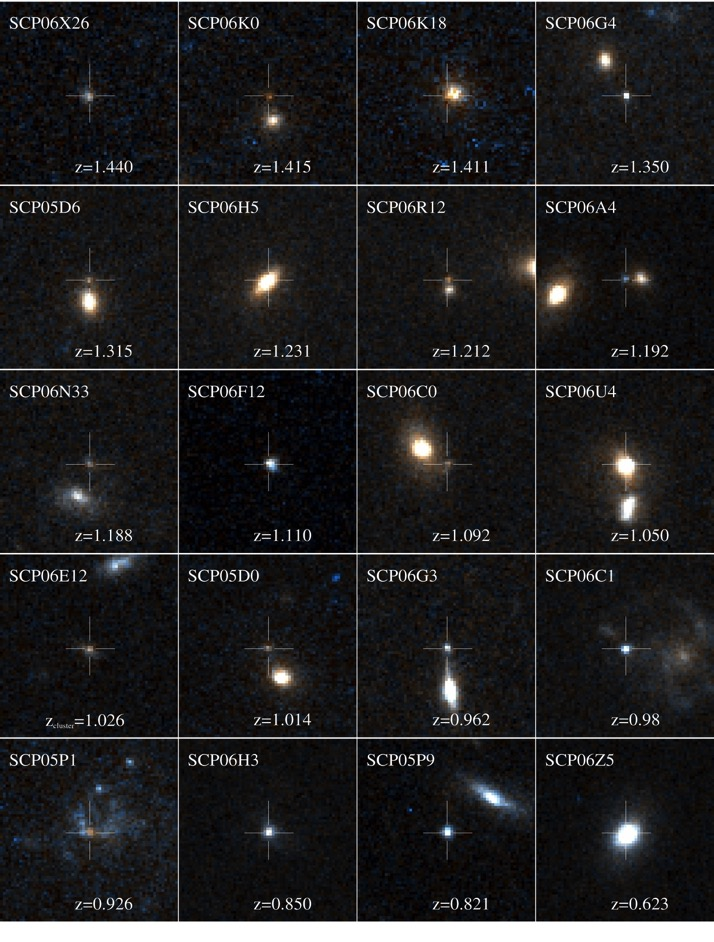 SCP06X26
SCP06K0
SCP06K18
SCP06G4
z=1.440
z=1.415
z=1.411
z=1.350
SCP05D6
SCP06H5
SCP06R12
SCP06A4
z=1.315
z=1.231
z=1.212
z=1.192
SCP06N33
SCP06F12
SCP06C0
SCP06U4
z=1.188
z=1.110
z=1.092
z=1.050
SCP06E12
SCP05D0
SCP06G3
SCP06C1
zcluster=1.026
z=1.014
z=0.962
z=0.98
SCP05P1
SCP06H3
SCP05P9
SCP06Z5
z=0.926
z=0.850
z=0.821
z=0.623